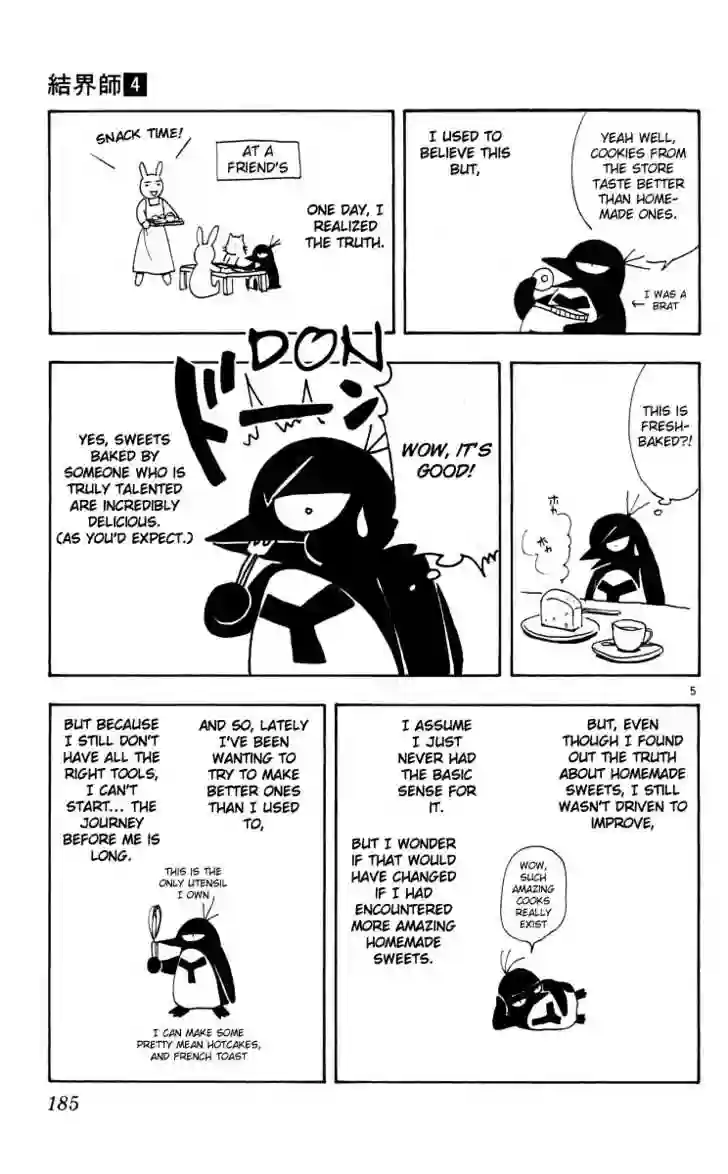 結界師4
YEAH WELL,
COOKIES FROM
THE STORE
TASTE BETTER
THAN HOME-
MADE ONES.
I USED TO
BELIEVE THIS
BUT,
← I WAS A
BRAT
AT A
FRIEND'S
SNACK TIME!
ONE DAY, I
REALIZED
THE TRUTH.
THIS IS
FRESH-
BAKED?!
ホカ
ホカ
DON
ドーン
WOW, IT'S
GOOD!
YES, SWEETS
BAKED BY
SOMEONE WHO IS
TRULY TALENTED
ARE INCREDIBLY
DELICIOUS.
(AS YOU'D EXPECT.)
5
BUT, EVEN
THOUGH I FOUND
OUT THE TRUTH
ABOUT HOMEMADE
SWEETS, I STILL
WASN'T DRIVEN TO
IMPROVE,
I ASSUME
I JUST
NEVER HAD
THE BASIC
SENSE FOR
IT.
BUT I WONDER
IF THAT WOULD
HAVE CHANGED
IF I HAD
ENCOUNTERED
MORE AMAZING
HOMEMADE
SWEETS.
WOW,
SUCH
AMAZING
COOKS
REALLY
EXIST
AND SO, LATELY
I'VE BEEN
WANTING TO
TRY TO MAKE
BETTER ONES
THAN I USED
TO,
BUT BECAUSE
I STILL DON'T
HAVE ALL THE
RIGHT TOOLS,
I CAN'T
START... THE
JOURNEY
BEFORE ME IS
LONG.
THIS IS THE
ONLY UTENSIL
I OWN
I CAN MAKE SOME
PRETTY MEAN HOTCAKES,
AND FRENCH TOAST
185